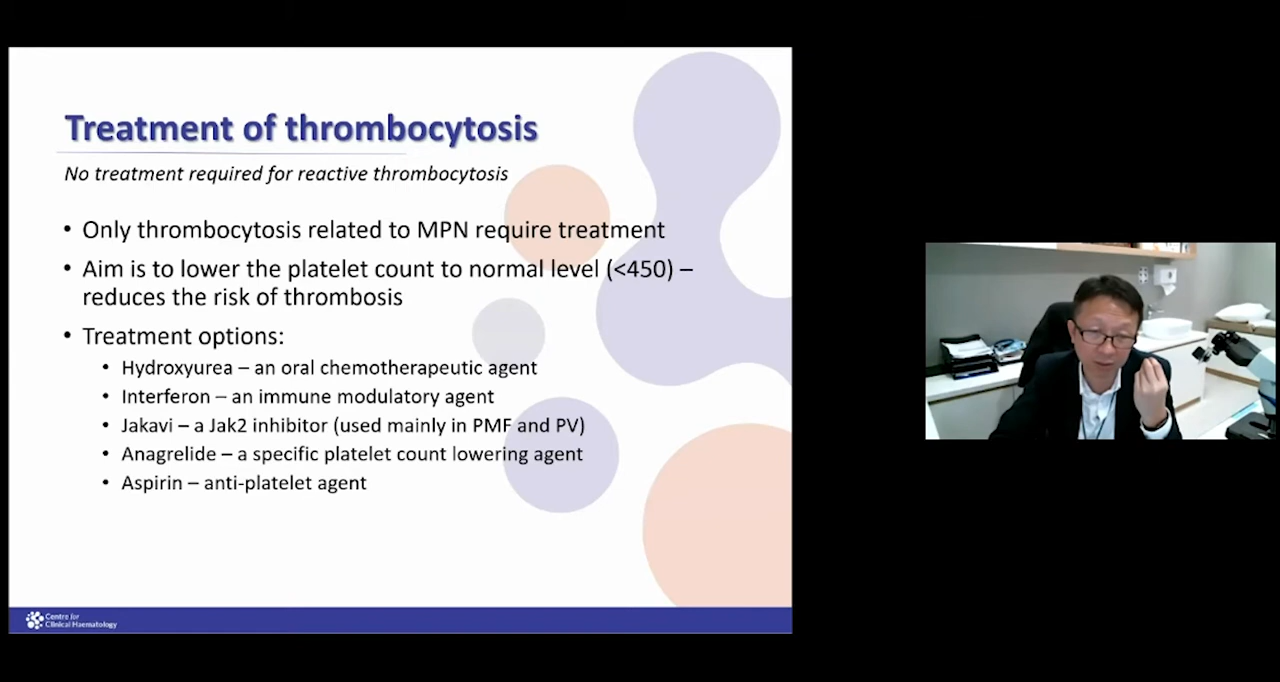 Treatment of thrombocytosis
No treatment required for reactive thrombocytosis
• Only thrombocytosis related to MPN require treatment
• Aim is to lower the platelet count to normal level (<450) –
reduces the risk of thrombosis
• Treatment options:
• Hydroxyurea – an oral chemotherapeutic agent
• Interferon – an immune modulatory agent
• Jakavi – a Jak2 inhibitor (used mainly in PMF and PV)
• Anagrelide – a specific platelet count lowering agent
• Aspirin – anti-platelet agent
Centre for
Clinical Haematology